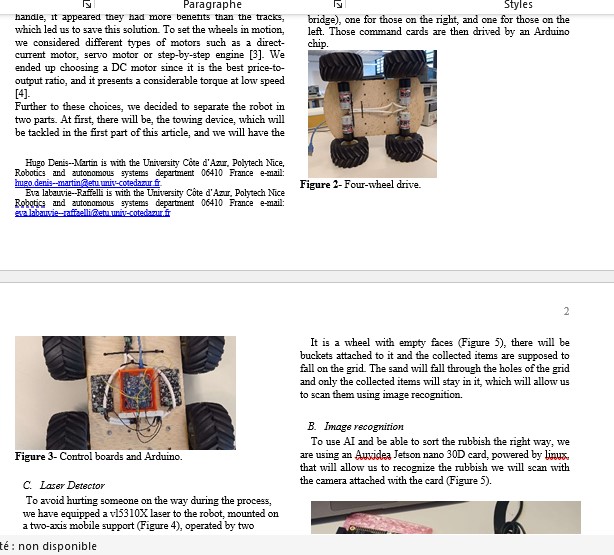 Paragraphe
Styles
handle, it appeared they had more benefits than the tracks,
which led us to save this solution. To set the wheels in motion,
we considered different types of motors such as a direct-
current motor, servo motor or step-by-step engine [3]. We
ended up choosing a DC motor since it is the best price-to-
output ratio, and it presents a considerable torque at low speed
[4].
Further to these choices, we decided to separate the robot in
two parts. At first, there will be, the towing device, which will
be tackled in the first part of this article, and we will have the
Hugo Denis--Martin is with the University Côte d'Azur, Polytech Nice,
Robotics and autonomous systems department 06410 France e-mail:
hugo.denis--martin@etu.univ-cotedazur.fr.
Eva labauvie--Raffelli is with the University Côte d'Azur, Polytech Nice
Robotics and autonomous systems department 06410 France e-mail:
eva.labauvie--raffaelli@etu.univ-cotedazur.fr
bridge), one for those on the right, and one for those on the
left. Those command cards are then driven by an Arduino
chip.
Figure 2- Four-wheel drive.
2
Figure 3- Control boards and Arduino.
C. Laser Detector
To avoid hurting someone on the way during the process,
we have equipped a vl5310X laser to the robot, mounted on
a two-axis mobile support (Figure 4), operated by two
It is a wheel with empty faces (Figure 5), there will be
buckets attached to it and the collected items are supposed to
fall on the grid. The sand will fall through the holes of the grid
and only the collected items will stay in it, which will allow us
to scan them using image recognition.
B. Image recognition
To use AI and be able to sort the rubbish the right way, we
are using an Auvidea Jetson nano 30D card, powered by linux,
that will allow us to recognize the rubbish we will scan with
the camera attached with the card (Figure 5).
té : non disponible